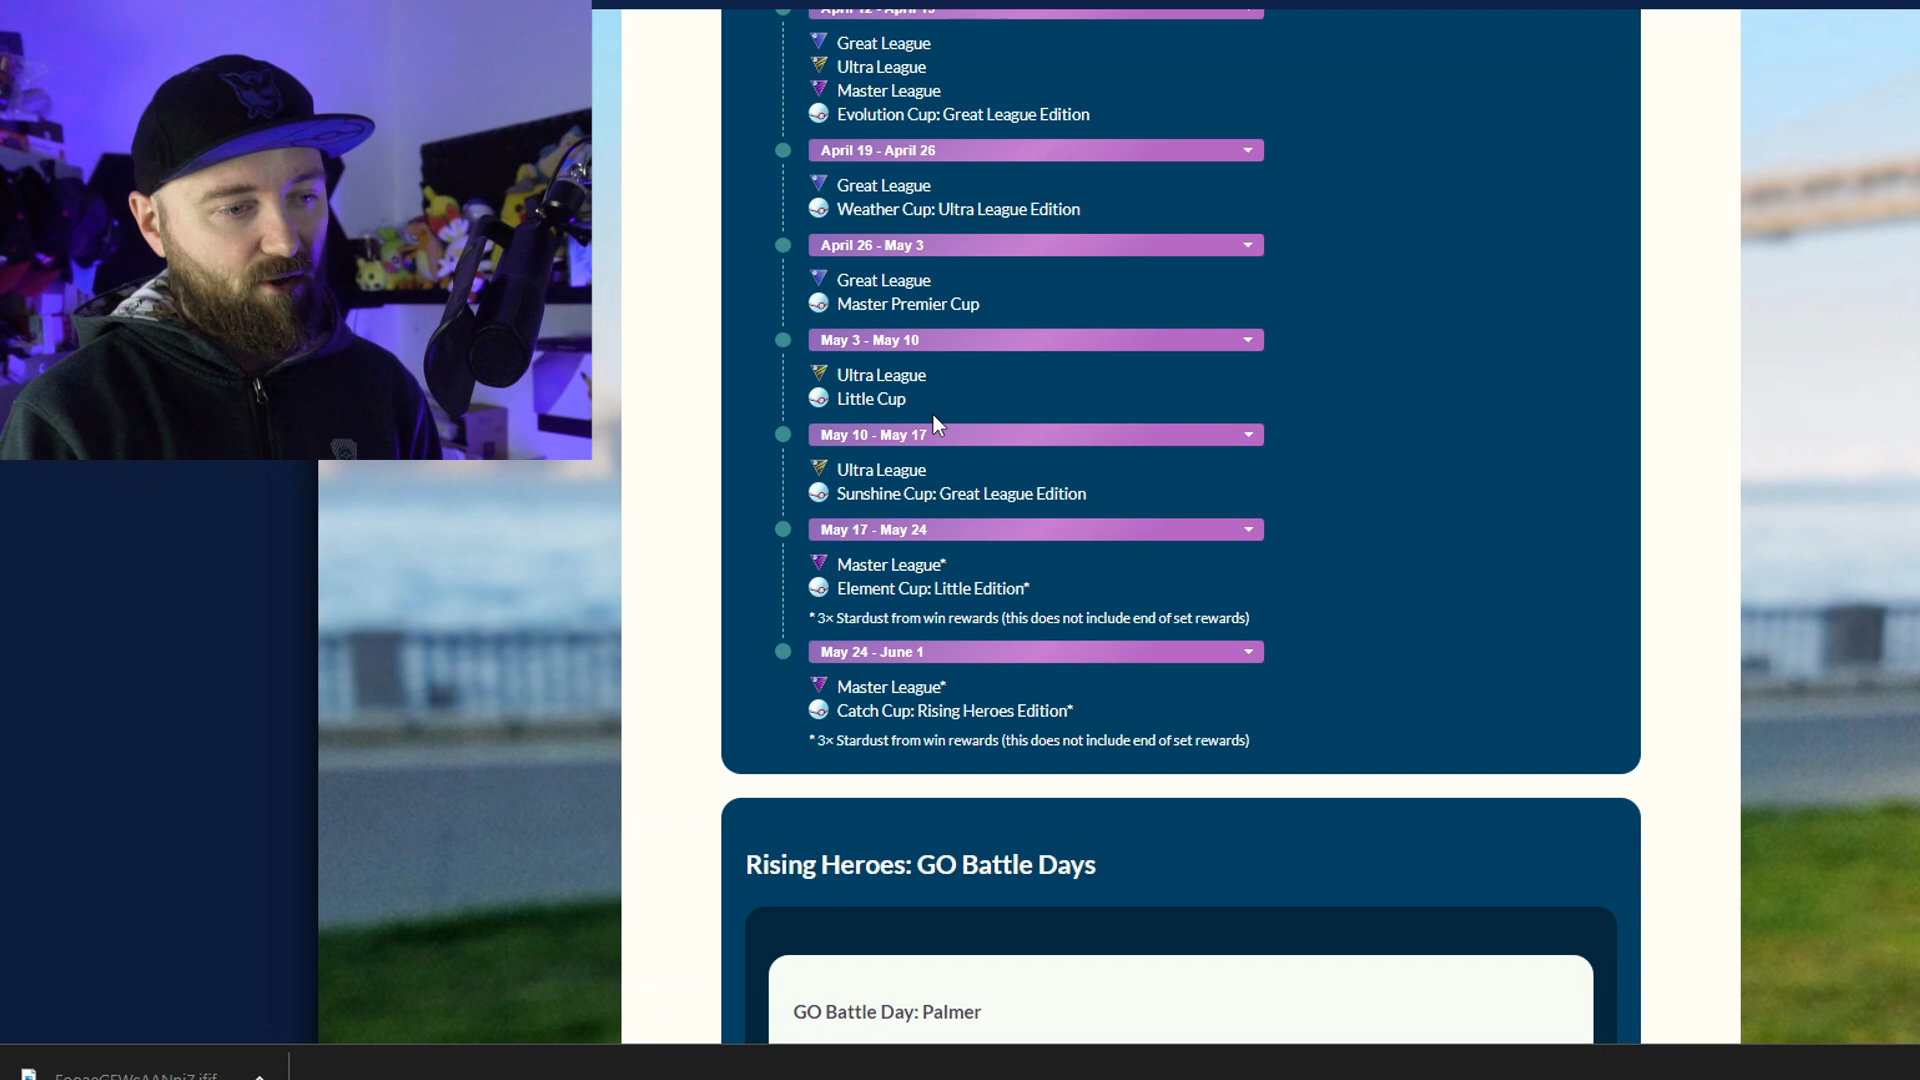 Great League
Ultra League
Master League
Evolution Cup: Great League Edition
April 19 - April 26
Great League
Weather Cup: Ultra League Edition
April 26 - May 3
Great League
Master Premier Cup
May 3 - May 10
Ultra League
Little Cup
May 10 - May 17
Ultra League
Sunshine Cup: Great League Edition
May 17 - May 24
Master League*
Element Cup: Little Edition*
* 3× Stardust from win rewards (this does not include end of set rewards)
May 24 - June 1
Master League*
Catch Cup: Rising Heroes Edition*
* 3× Stardust from win rewards (this does not include end of set rewards)
Rising Heroes: GO Battle Days
GO Battle Day: Palmer